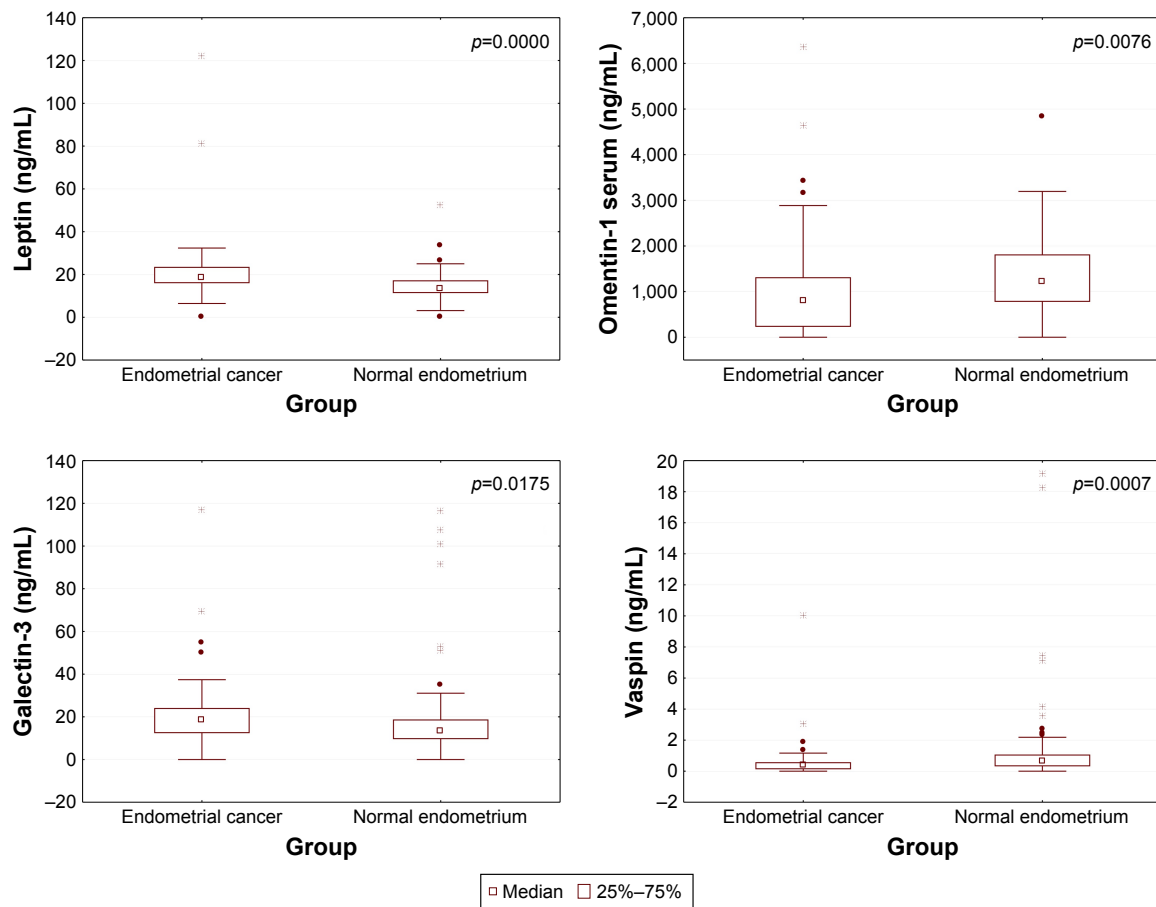 140
120
100
80
60
40
20
0
–20
Leptin (ng/mL)
p=0.0000
Endometrial cancer
Normal endometrium
Group
7,000
6,000
5,000
4,000
3,000
2,000
1,000
0
Omentin-1 serum (ng/mL)
p=0.0076
Endometrial cancer
Normal endometrium
Group
140
120
100
80
60
40
20
0
–20
Galectin-3 (ng/mL)
p=0.0175
Endometrial cancer
Normal endometrium
Group
20
18
16
14
12
10
8
6
4
2
0
–2
Vaspin (ng/mL)
p=0.0007
Endometrial cancer
Normal endometrium
Group
Median 25%–75%